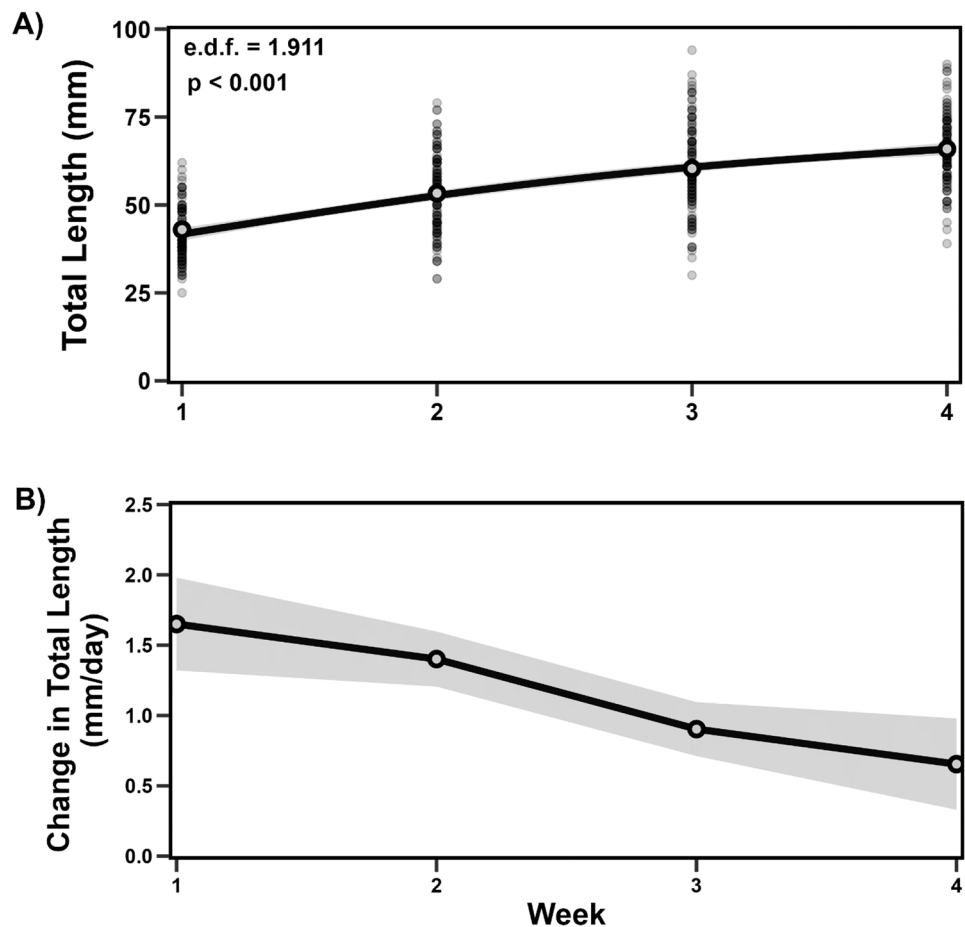 A)
e.d.f. = 1.911
p < 0.001
Total Length (mm)
100
75
50
25
0
1 2 3 4
B)
Change in Total Length
(mm/day)
2.5
2.0
1.5
1.0
0.5
0.0
1 2 3 4
Week